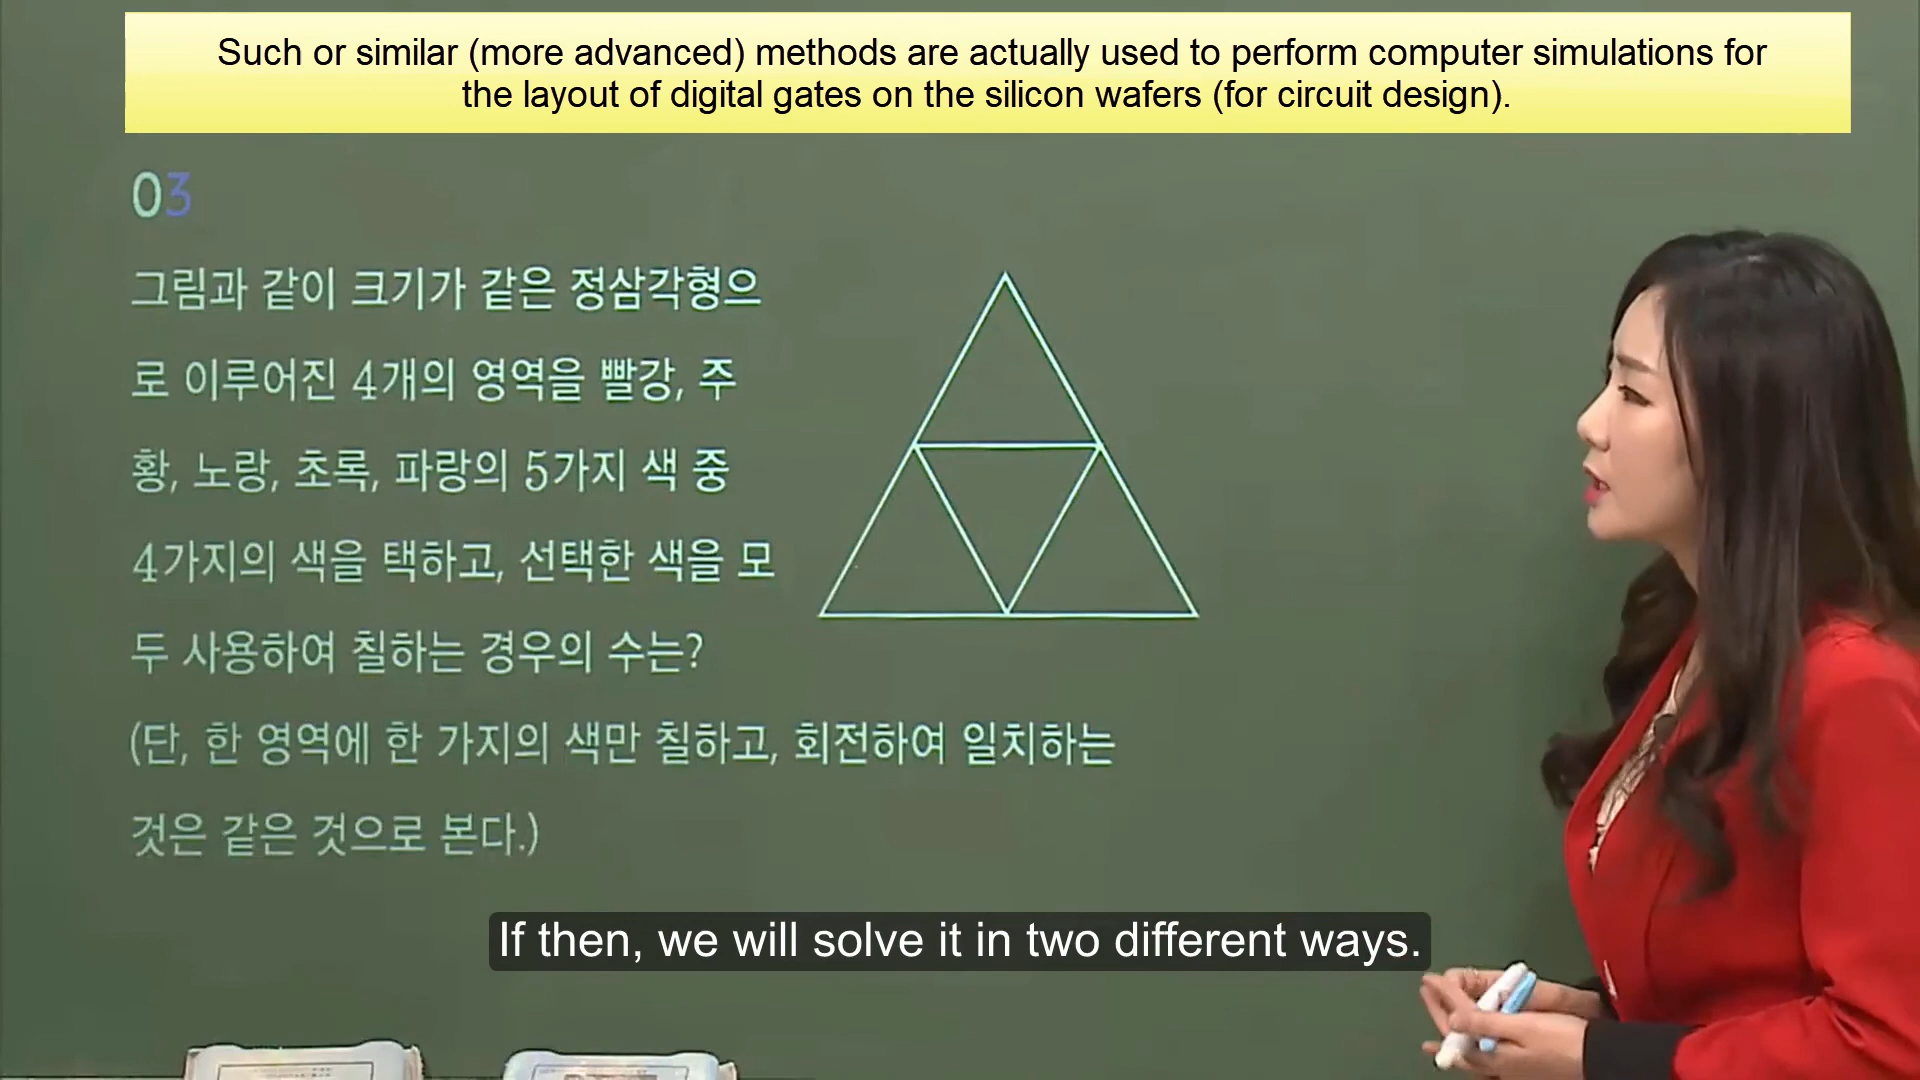 Such or similar (more advanced) methods are actually used to perform computer simulations for
the layout of digital gates on the silicon wafers (for circuit design).
03
그림과 같이 크기가 같은 정삼각형으
로 이루어진 4개의 영역을 빨강, 주
황, 노랑, 초록, 파랑의 5가지 색 중
4가지의 색을 택하고, 선택한 색을 모
두 사용하여 칠하는 경우의 수는?
(단, 한 영역에 한 가지의 색만 칠하고, 회전하여 일치하는
것은 같은 것으로 본다.)
If then, we will solve it in two different ways.